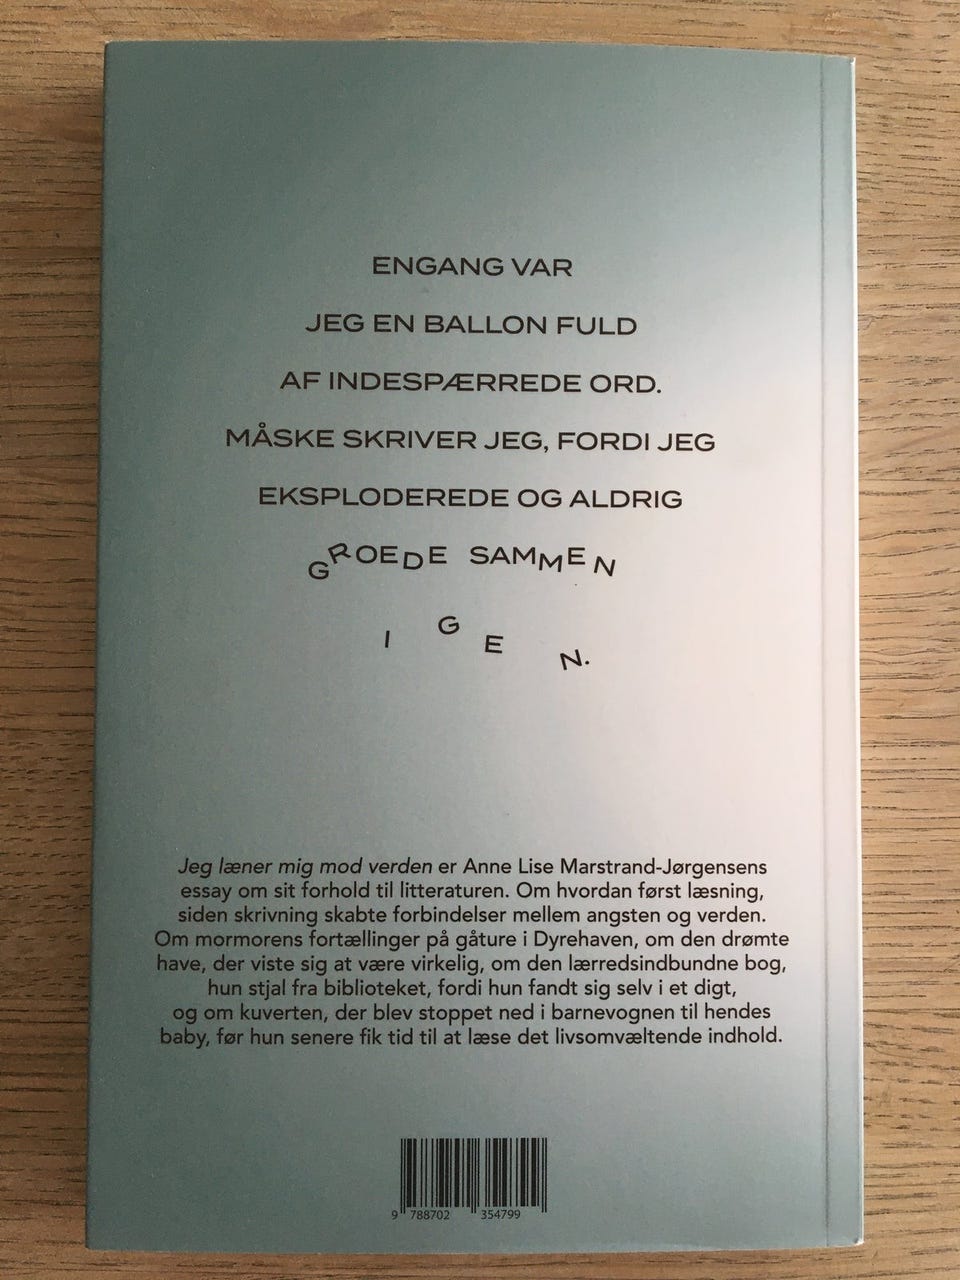 ENGANG VAR
JEG EN BALLON FULD
AF INDESPÆRREDE ORD.
MÅSKE SKRIVER JEG, FORDI JEG
EKSPLODEREDE OG ALDRIG
GROEDE SAMMEN
IGEN.
Jeg læner mig mod verden er Anne Lise Marstrand-Jørgensens
essay om sit forhold til litteraturen. Om hvordan først læsning,
siden skrivning skabte forbindelser mellem angsten og verden.
Om mormorens fortællinger på gåture i Dyrehaven, om den drømte
have, der viste sig at være virkelig, om den lærredsindbundne bog,
hun stjal fra biblioteket, fordi hun fandt sig selv i et digt,
og om kuverten, der blev stoppet ned i barnevognen til hendes
baby, før hun senere fik tid til at læse det livsomvæltende indhold.
9 788702 354799